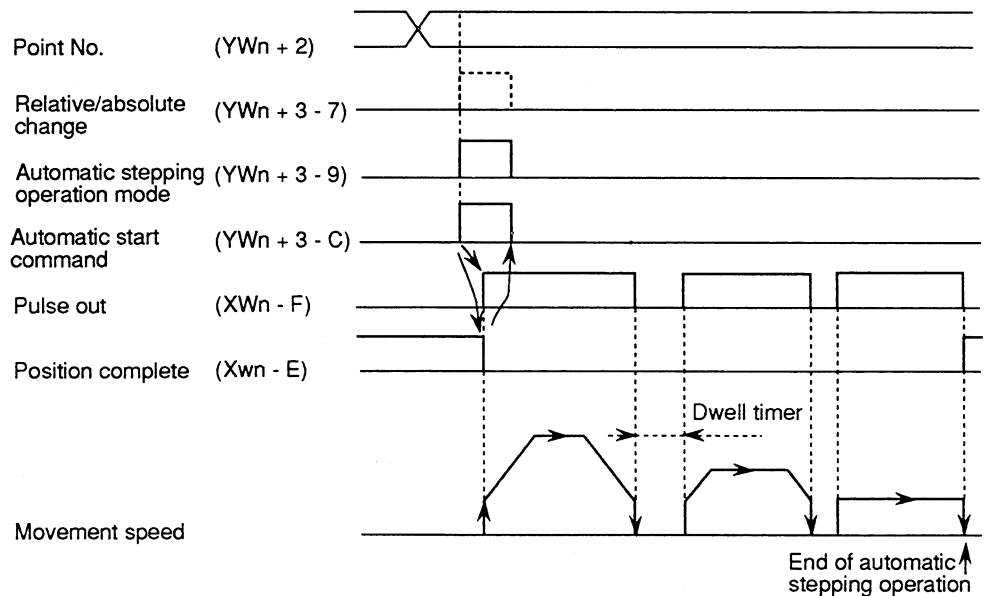 Point No. (YWn + 2)
Relative/absolute
change (YWn + 3 - 7)
Automatic stepping
operation mode (YWn + 3 - 9)
Automatic start
command (YWn + 3 - C)
Pulse out (XWn - F)
Position complete (Xwn - E)
Dwell timer
Movement speed
End of automatic
stepping operation